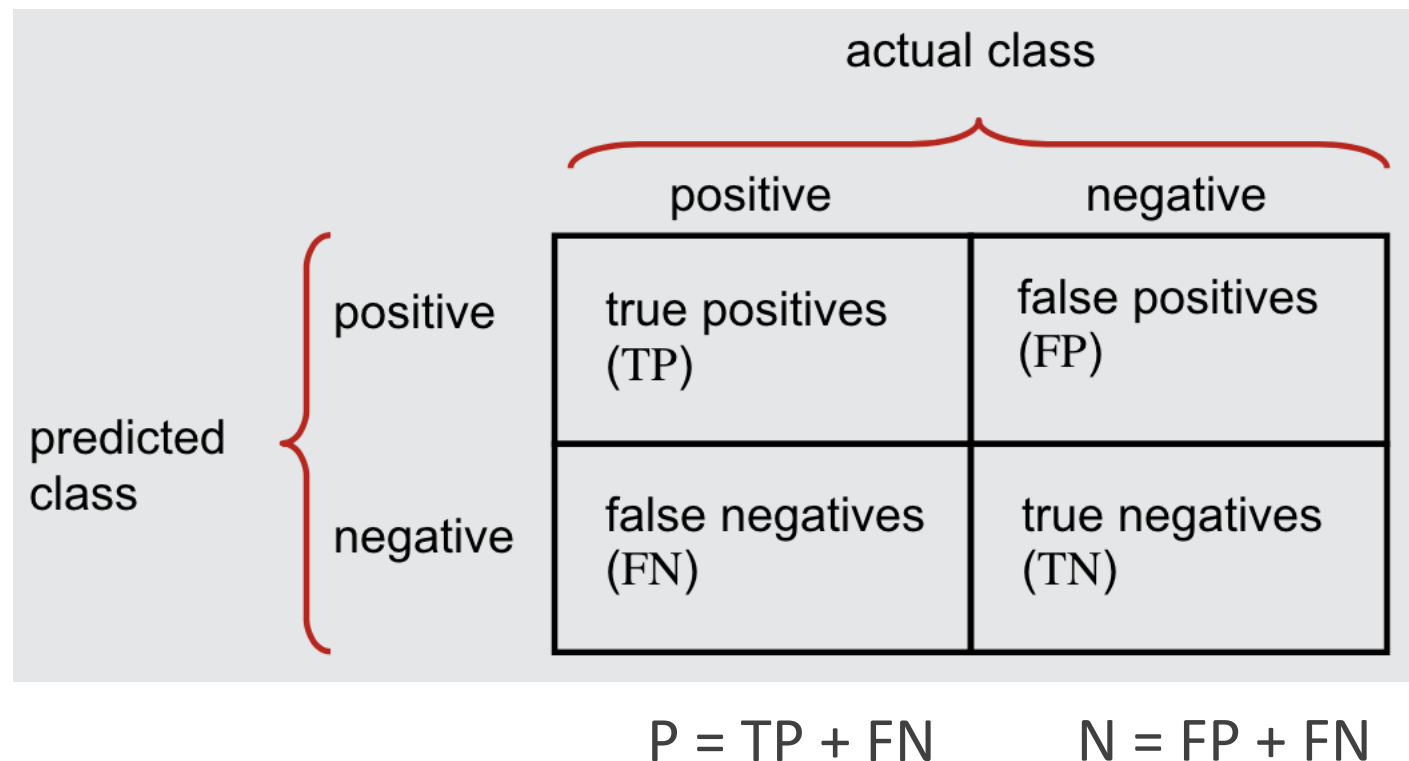 actual class
positive negative
positive
true positives
(TP)
false positives
(FP)
predicted
class
negative
false negatives
(FN)
true negatives
(TN)
P = TP + FN N = FP + FN